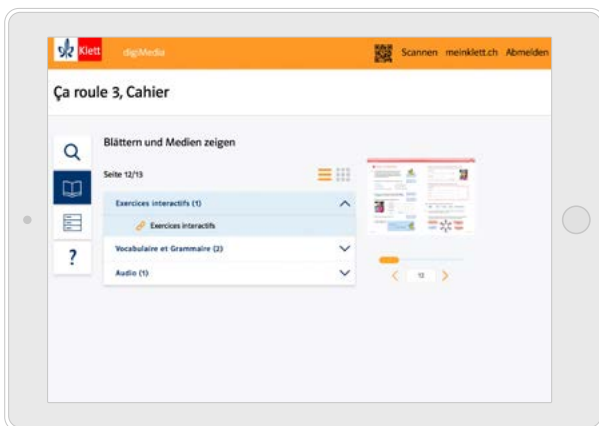 Klett
digiMedia
Scannen meinklett.ch Abmelden
Ça roule 3, Cahier
Blättern und Medien zeigen
Seite 12/13
Exercices interactifs (1)
Exercices interactifs
?
Vocabulaire et Grammaire (2)
Audio (1)